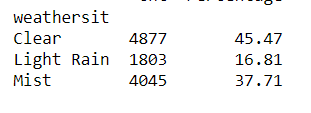 weathersit
Clear 4877 45.47
Light Rain 1803 16.81
Mist 4045 37.71